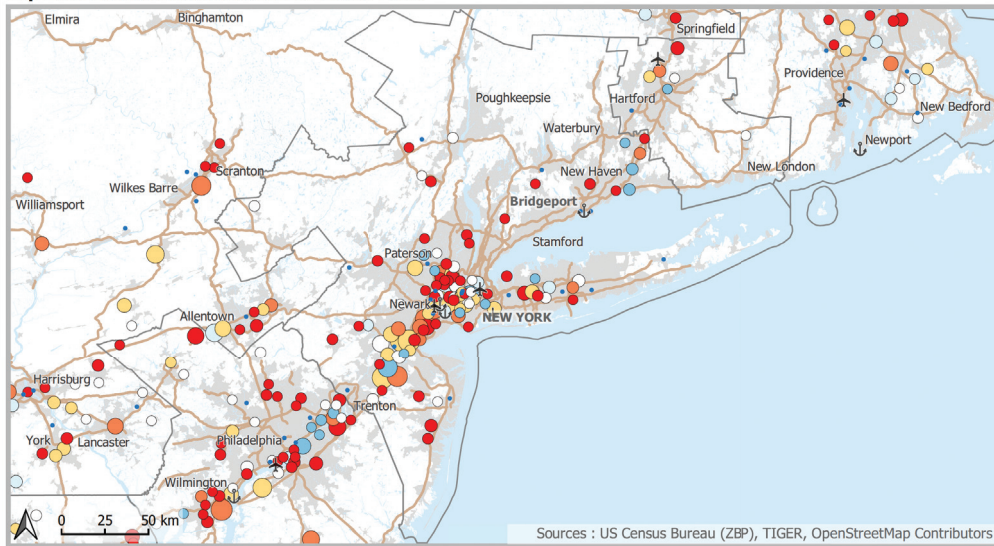 Elmira
Binghamton
Springfield
Providence
Poughkeepsie
Hartford
New Bedford
Waterbury
Newport
Scranton
New Haven
New London
Wilkes Barre
Williamsport
Bridgeport
Stamford
Paterson
Newark
NEW YORK
Allentown
Harrisburg
Trenton
York
Lancaster
Philadelphia
Wilmington
0 25 50 km
Sources : US Census Bureau (ZBP), TIGER, OpenStreetMap Contributors